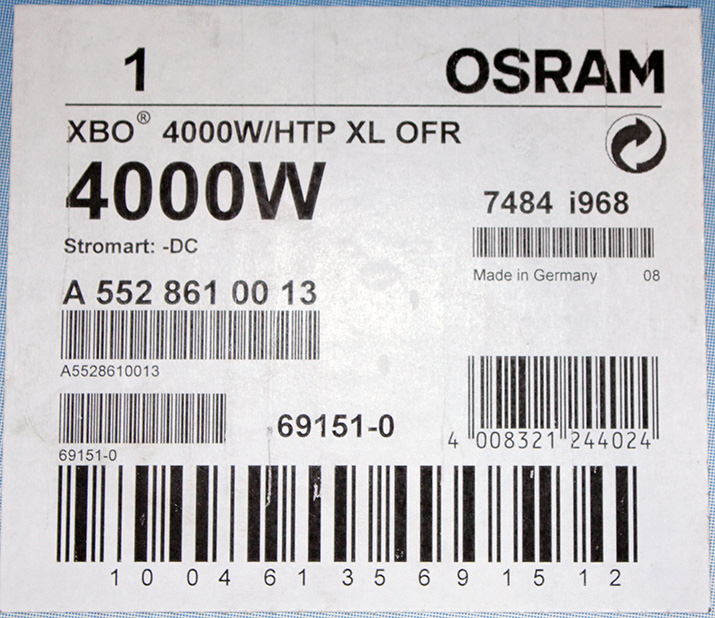 1
OSRAM
XBO® 4000W/HTP XL OFR
4000W
7484 i968
Stromart: -DC
Made in Germany 08
A 552 861 00 13
A5528610013
69151-0
4 008321 244024
69151-0
1 0 0 4 6 1 3 5 6 9 1 5 1 2